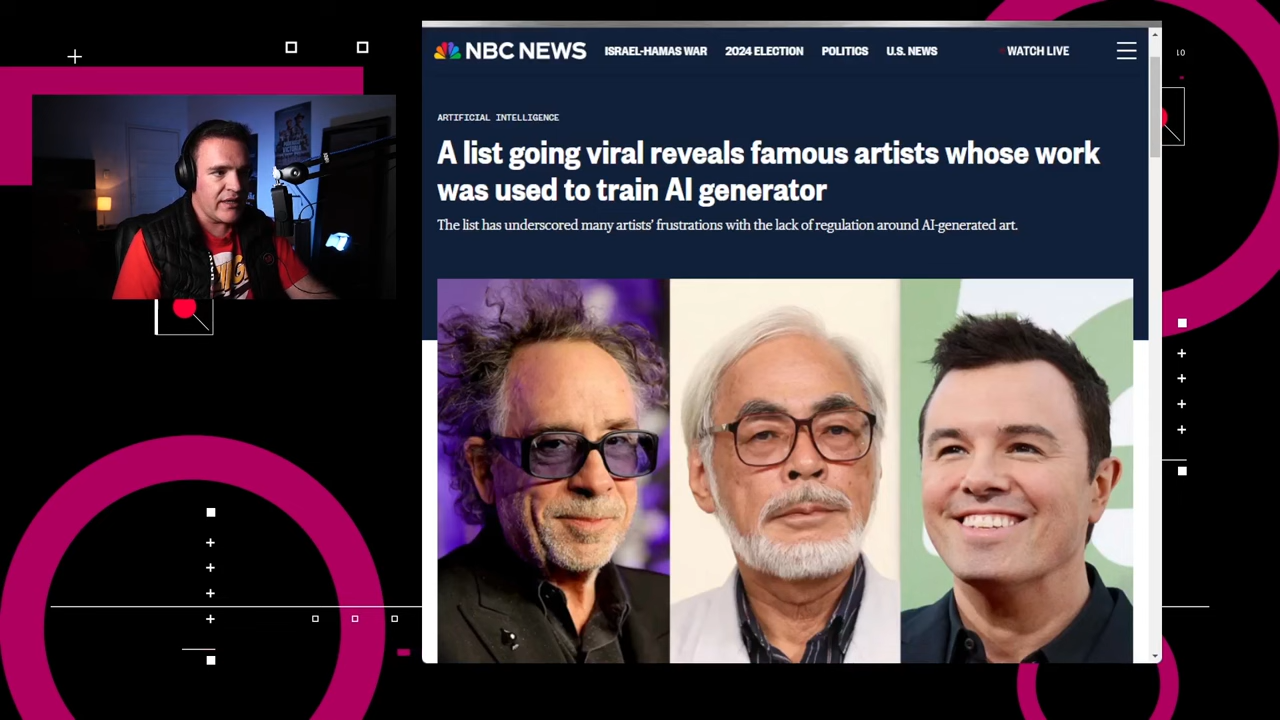 NBC NEWS ISRAEL-HAMAS WAR 2024 ELECTION POLITICS U.S. NEWS WATCH LIVE
ARTIFICIAL INTELLIGENCE
A list going viral reveals famous artists whose work
was used to train AI generator
The list has underscored many artists' frustrations with the lack of regulation around AI-generated art.